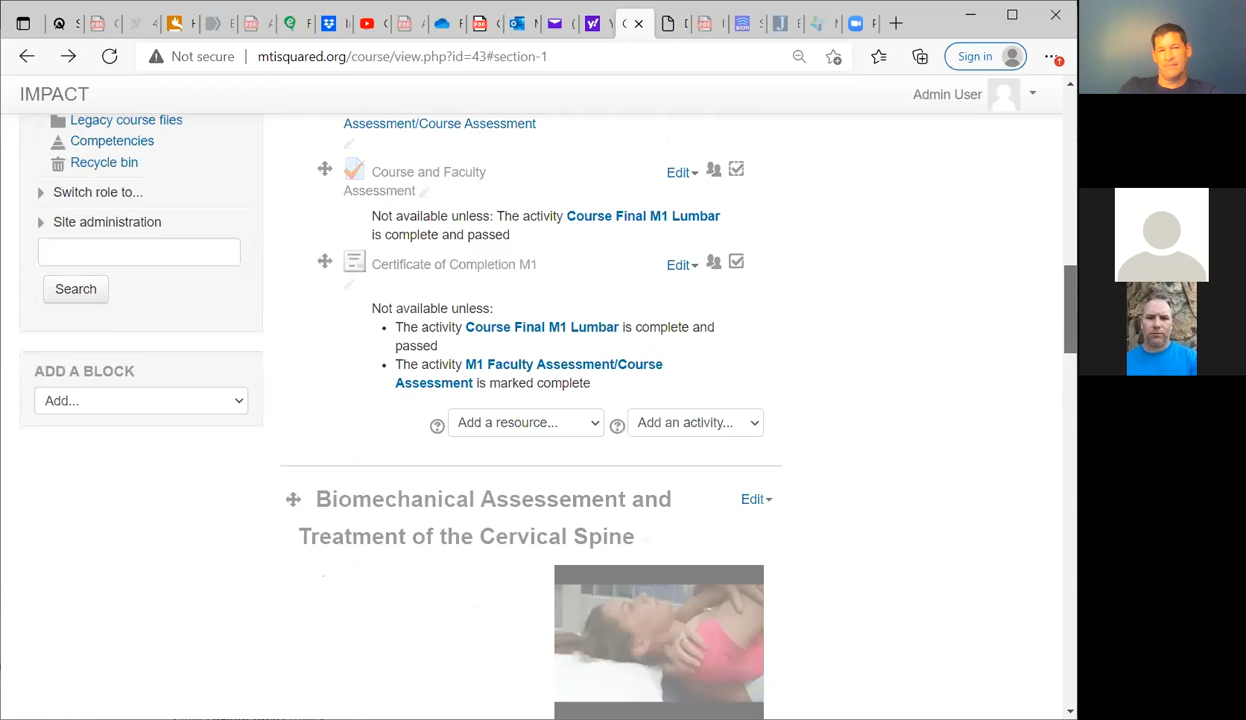 Not secure
mtisquared.org/course/view.php?id=43#section-1
Sign in
IMPACT
Admin User
Legacy course files
Competencies
Recycle bin
Switch role to...
Site administration
Search
ADD A BLOCK
Add...
Assessment/Course Assessment
Course and Faculty
Assessment
Edit
Not available unless: The activity Course Final M1 Lumbar
is complete and passed
Certificate of Completion M1
Edit
Not available unless:
The activity Course Final M1 Lumbar is complete and
passed
The activity M1 Faculty Assessment/Course
Assessment is marked complete
Add a resource...
Add an activity...
Biomechanical Assessement and
Edit
Treatment of the Cervical Spine